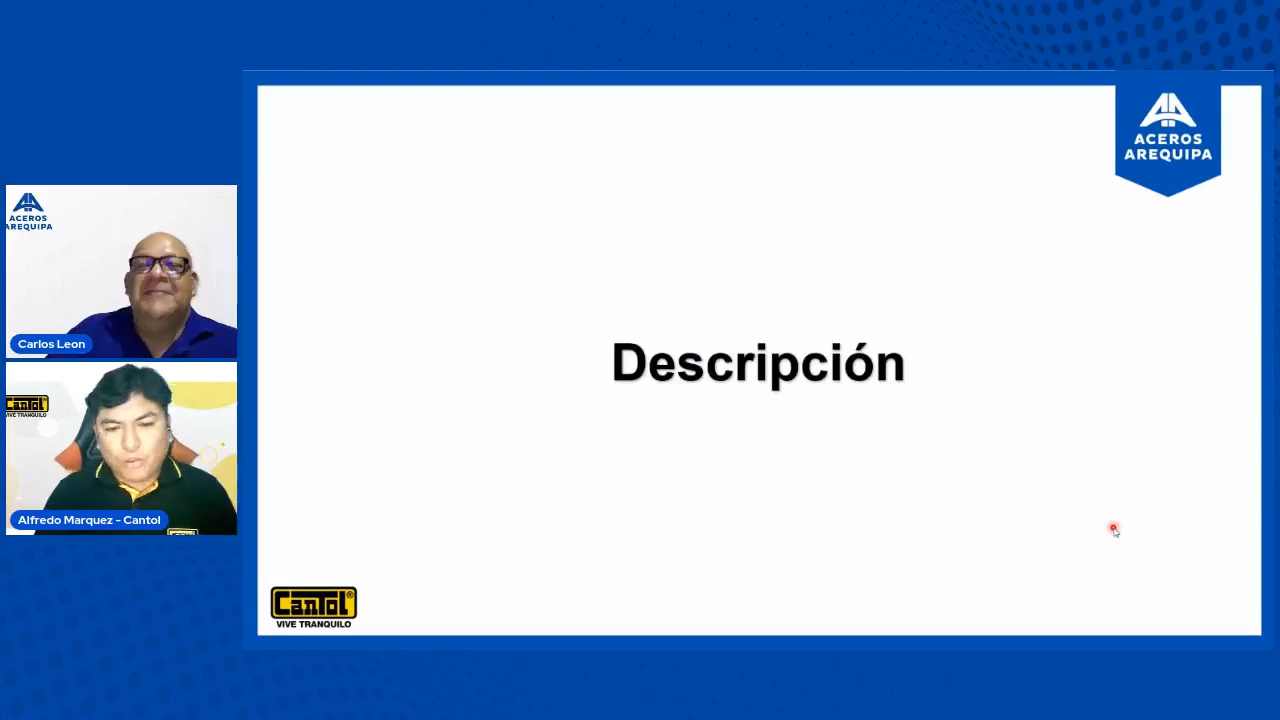 ACEROS
AREQUIPA
Carlos Leon
CanTol
VIVE TRANQUILO
Alfredo Marquez - Cantol
ACEROS
AREQUIPA
Descripción
CanTol®
VIVE TRANQUILO